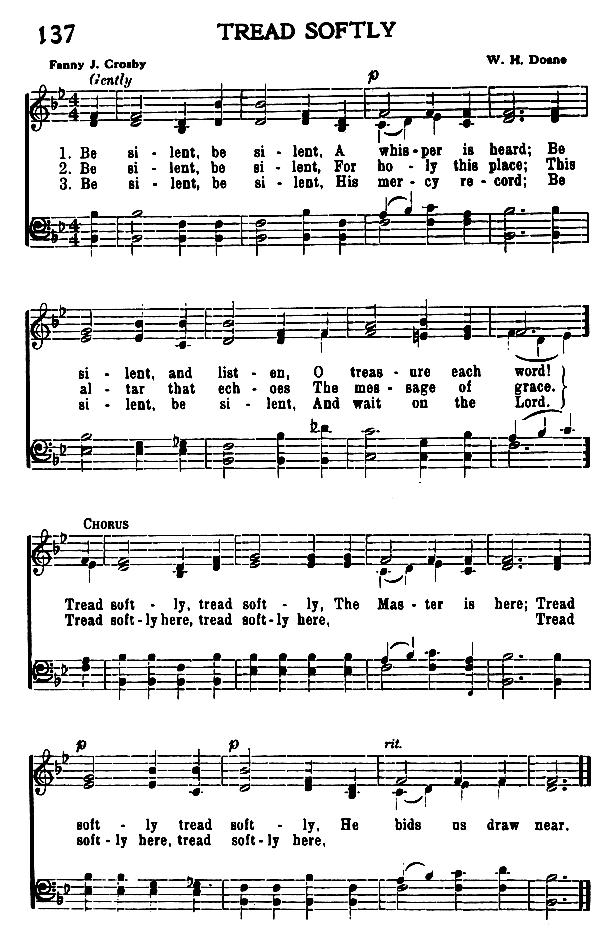 137 TREAD SOFTLY
Fanny J. Crosby W. H. Doane
Gently p
1. Be si - lent, be si - lent, A whis - per is heard; Be
2. Be si - lent, be si - lent, For ho - ly this place; This
3. Be si - lent, be si - lent, His mer - cy re - cord; Be
si - lent, and list - en, O treas - ure each word!
al - tar that ech - oes The mes - sage of grace.
si - lent, be si - lent, And wait on the Lord.
CHORUS
Tread soft - ly, tread soft - ly, The Mas - ter is here; Tread
Tread soft - ly here, tread soft - ly here, Tread
p p rit.
soft - ly tread soft - ly, He bids us draw near.
soft - ly here, tread soft - ly here,